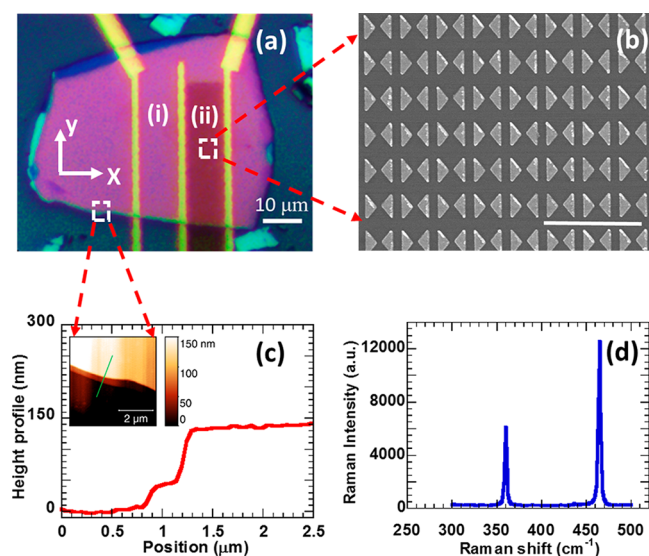 (a)
(b)
(i)
(ii)
y
X
10 μm
300
150
0
Height profile (nm)
150 nm
100
50
0
2 μm
(c)
0 0.5 1 1.5 2 2.5
Position (μm)
(d)
12000
8000
4000
0
Raman Intensity (a.u.)
250 300 350 400 450 500
Raman shift (cm⁻¹)